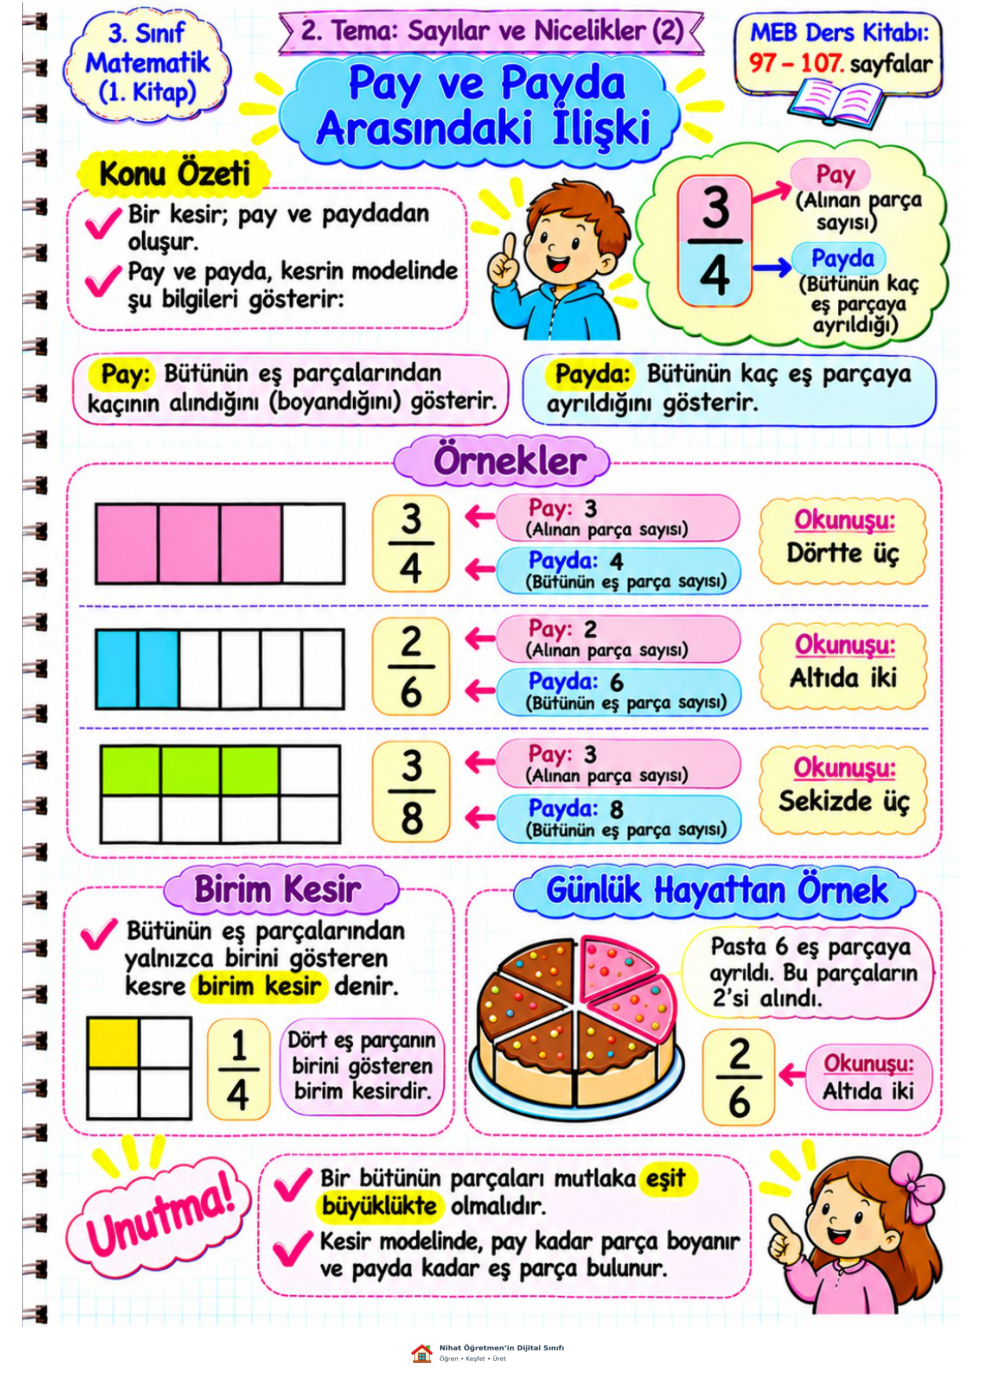 3. Sınıf
Matematik
(1. Kitap)
2. Tema: Sayılar ve Nicelikler (2)
Pay ve Payda
Arasındaki İlişki
MEB Ders Kitabı:
97 – 107. sayfalar
Konu Özeti
Bir kesir; pay ve paydadan
oluşur.
Pay ve payda, kesrin modelinde
şu bilgileri gösterir:
3
4
Pay
(Alınan parça
sayısı)
Payda
(Bütünün kaç
eş parçaya
ayrıldığı)
Pay: Bütünün eş parçalarından
kaçının alındığını (boyandığını) gösterir.
Payda: Bütünün kaç eş parçaya
ayrıldığını gösterir.
Örnekler
3
4
Pay: 3
(Alınan parça sayısı)
Payda: 4
(Bütünün eş parça sayısı)
Okunuşu:
Dörtte üç
2
6
Pay: 2
(Alınan parça sayısı)
Payda: 6
(Bütünün eş parça sayısı)
Okunuşu:
Altıda iki
3
8
Pay: 3
(Alınan parça sayısı)
Payda: 8
(Bütünün eş parça sayısı)
Okunuşu:
Sekizde üç
Birim Kesir
Bütünün eş parçalarından
yalnızca birini gösteren
kesre birim kesir denir.
1
4
Dört eş parçanın
birini gösteren
birim kesirdir.
Günlük Hayattan Örnek
Pasta 6 eş parçaya
ayrıldı. Bu parçaların
2'si alındı.
2
6
Okunuşu:
Altıda iki
Unutma!
Bir bütünün parçaları mutlaka eşit
büyüklükte olmalıdır.
Kesir modelinde, pay kadar parça boyanır
ve payda kadar eş parça bulunur.
Nihat Öğretmen'in Dijital Sınıfı
Öğren • Keşfet • Üret